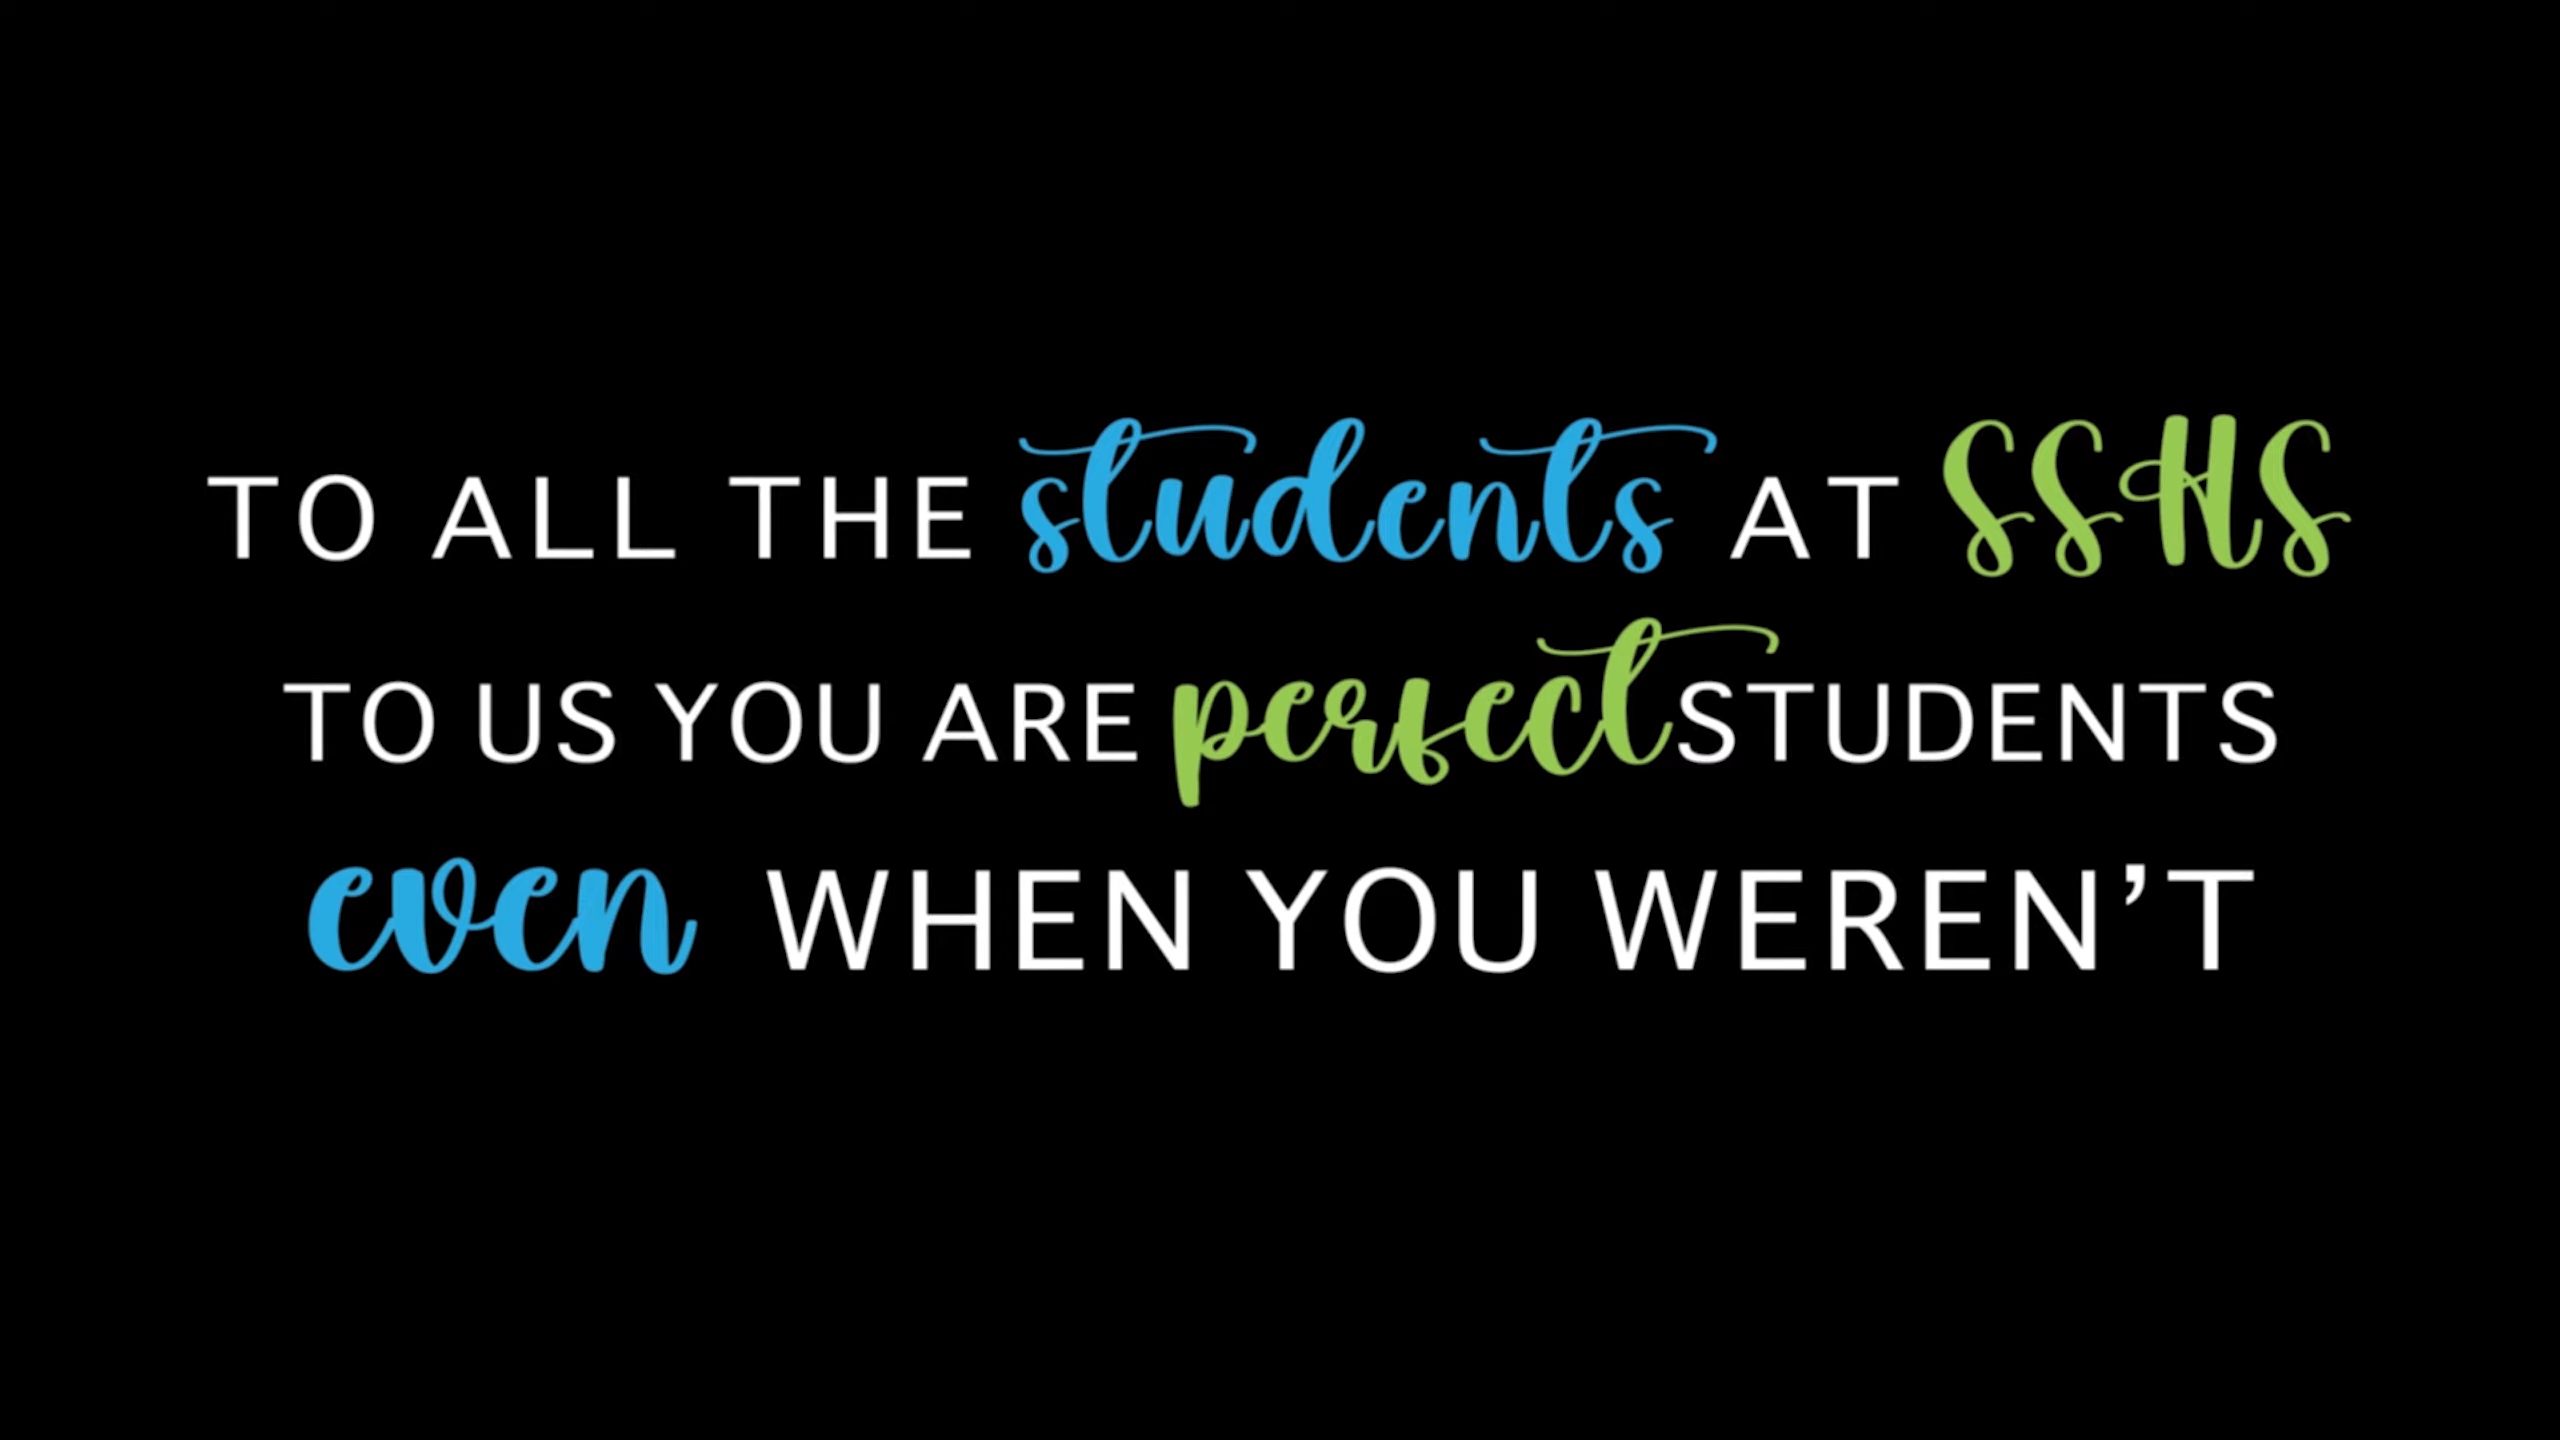 TO ALL THE students AT SSHS
TO US YOU ARE perfect STUDENTS
even WHEN YOU WEREN'T